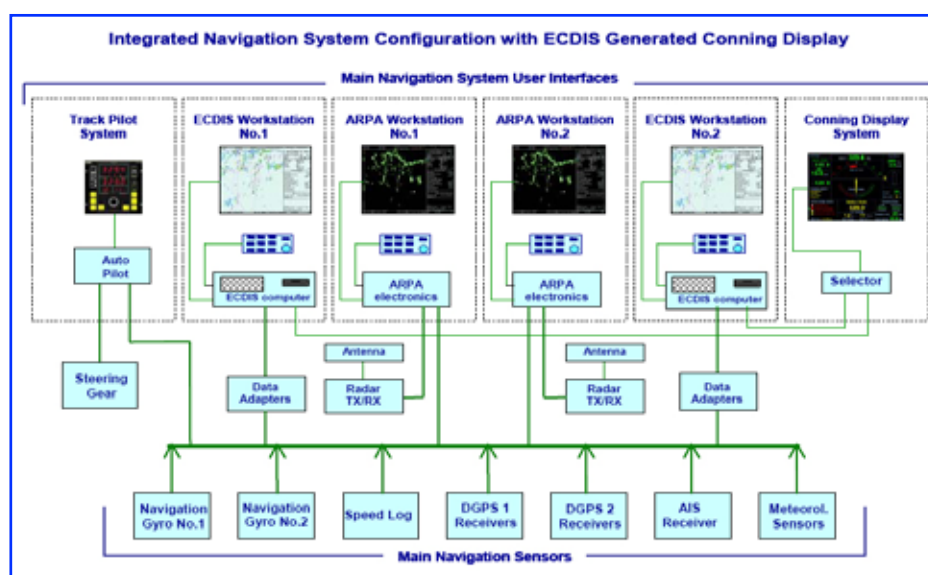 Integrated Navigation System Configuration with ECDIS Generated Conning Display
Main Navigation System User Interfaces
Track Pilot
System
ECDIS Workstation
No.1
ARPA Workstation
No.1
ARPA Workstation
No.2
ECDIS Workstation
No.2
Conning Display
System
Auto
Pilot
ECDIS computer
ARPA
electronics
ARPA
electronics
ECDIS computer
Selector
Steering
Gear
Data
Adapters
Antenna
Radar
TX/RX
Antenna
Radar
TX/RX
Data
Adapters
Navigation
Gyro No.1
Navigation
Gyro No.2
Speed Log
DGPS 1
Receivers
DGPS 2
Receivers
AIS
Receiver
Meteorol.
Sensors
Main Navigation Sensors